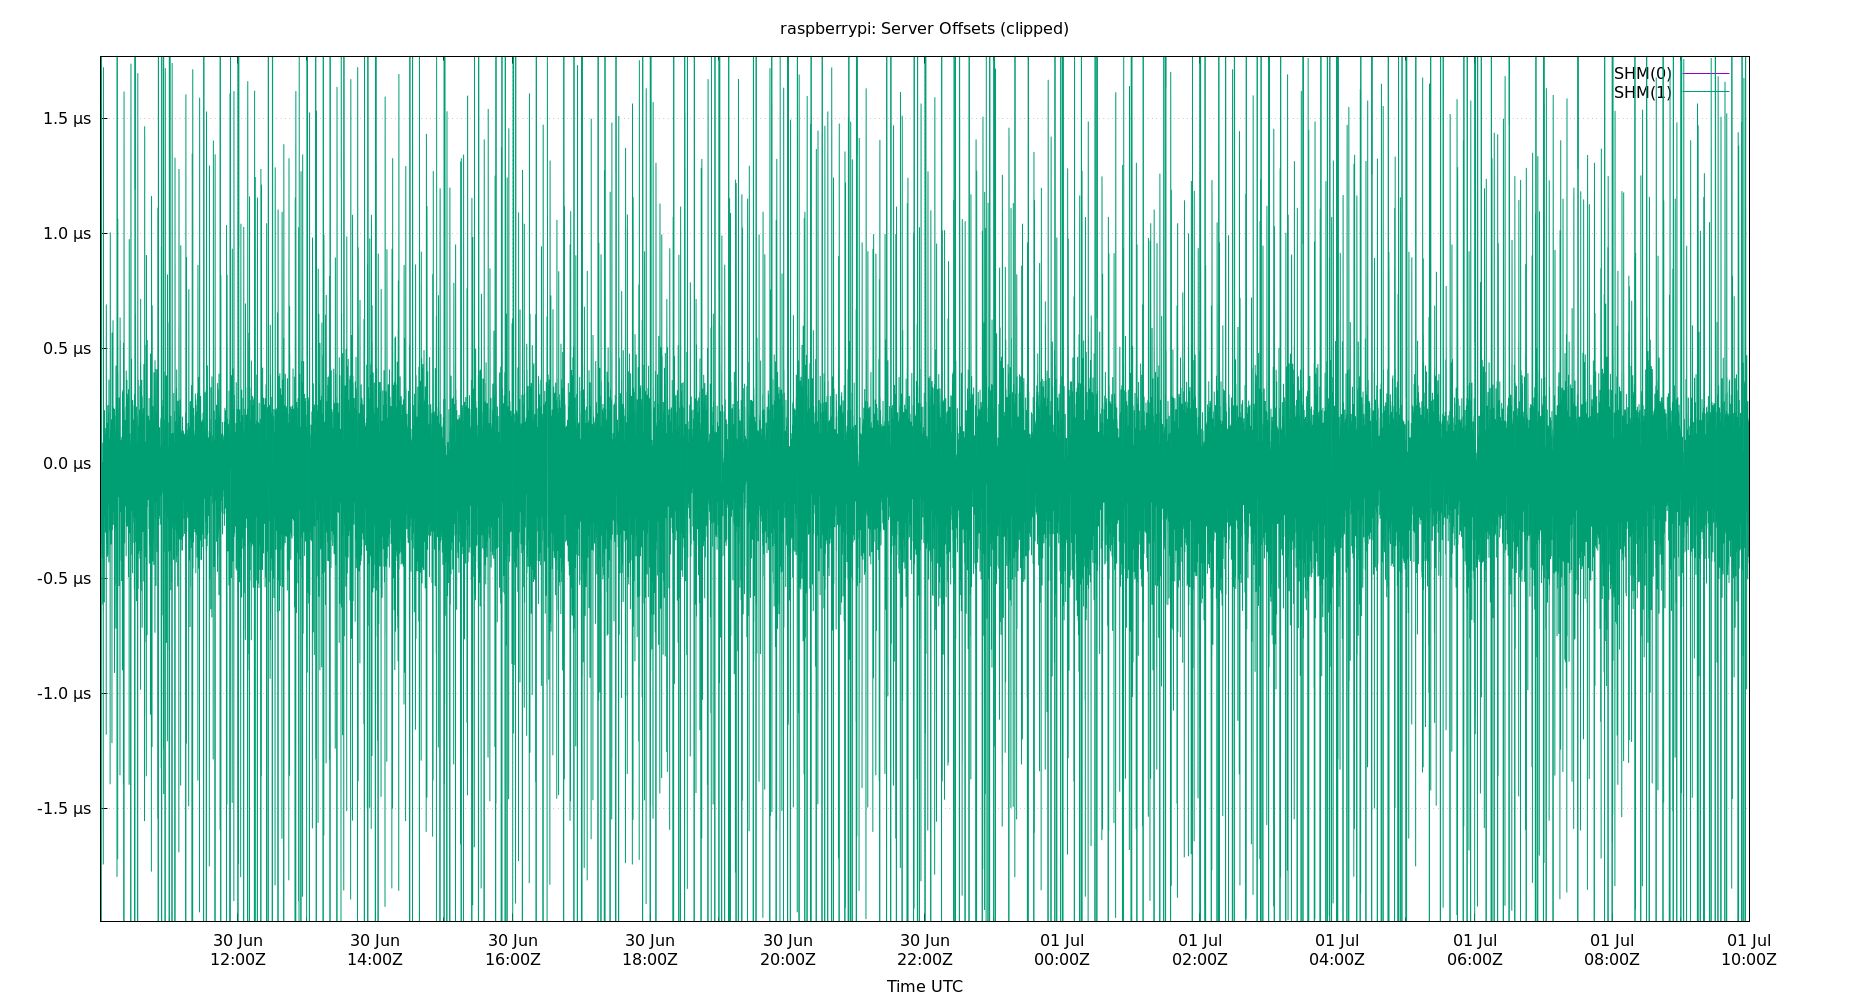 raspberrypi: Server Offsets (clipped)
SHM(0)
SHM(1)
1.5 µs
1.0 µs
0.5 µs
0.0 µs
-0.5 µs
-1.0 µs
-1.5 µs
30 Jun 30 Jun 30 Jun 30 Jun 30 Jun 30 Jun 01 Jul 01 Jul 01 Jul 01 Jul 01 Jul 01 Jul
12:00Z 14:00Z 16:00Z 18:00Z 20:00Z 22:00Z 00:00Z 02:00Z 04:00Z 06:00Z 08:00Z 10:00Z
Time UTC